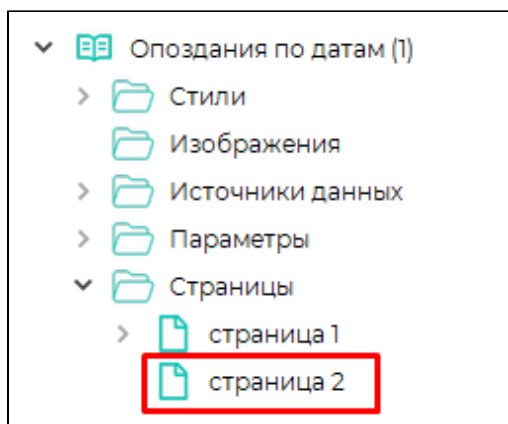 Опоздания по датам (1)
Стили
Изображения
Источники данных
Параметры
Страницы
страница 1
страница 2